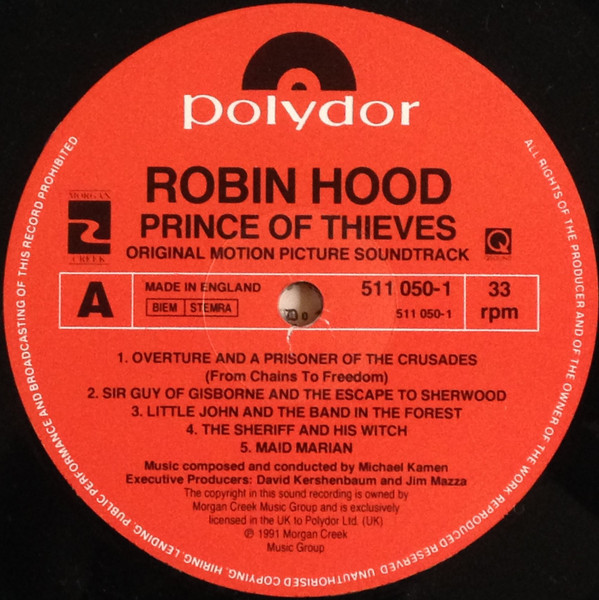 polydor
ROBIN HOOD
PRINCE OF THIEVES
ORIGINAL MOTION PICTURE SOUNDTRACK
MORGAN
CREEK
Q
QSOUND
A
MADE IN ENGLAND
BIEM STEMRA
511 050-1
511 050-1
33
rpm
1. OVERTURE AND A PRISONER OF THE CRUSADES
(From Chains To Freedom)
2. SIR GUY OF GISBORNE AND THE ESCAPE TO SHERWOOD
3. LITTLE JOHN AND THE BAND IN THE FOREST
4. THE SHERIFF AND HIS WITCH
5. MAID MARIAN
Music composed and conducted by Michael Kamen
Executive Producers: David Kershenbaum and Jim Mazza
The copyright in this sound recording is owned by
Morgan Creek Music Group and is exclusively
licensed in the UK to Polydor Ltd. (UK)
℗ 1991 Morgan Creek
Music Group
ALL RIGHTS OF THE PRODUCER AND OF THE OWNER OF THE WORK REPRODUCED RESERVED UNAUTHORISED COPYING, HIRING, LENDING, PUBLIC PERFORMANCE AND BROADCASTING OF THIS RECORD PROHIBITED